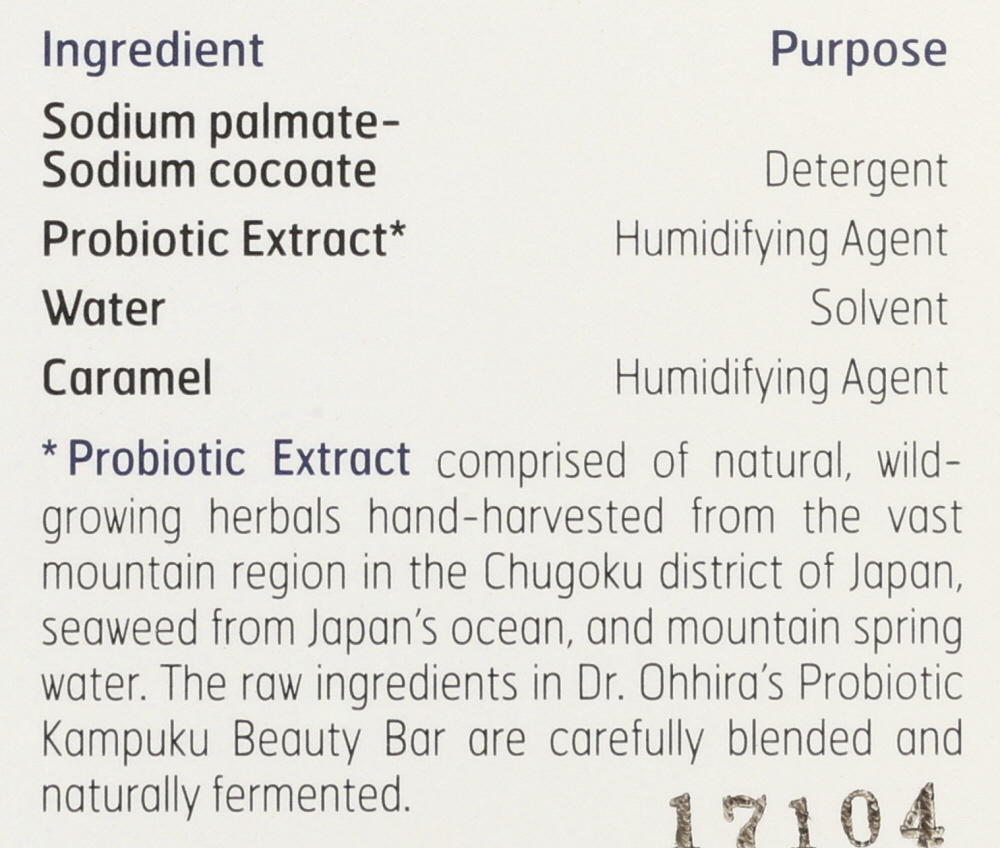 Ingredient Purpose
Sodium palmate-
Sodium cocoate Detergent
Probiotic Extract* Humidifying Agent
Water Solvent
Caramel Humidifying Agent
* Probiotic Extract comprised of natural, wild-
growing herbals hand-harvested from the vast
mountain region in the Chugoku district of Japan,
seaweed from Japan's ocean, and mountain spring
water. The raw ingredients in Dr. Ohhira's Probiotic
Kampuku Beauty Bar are carefully blended and
naturally fermented.
17104